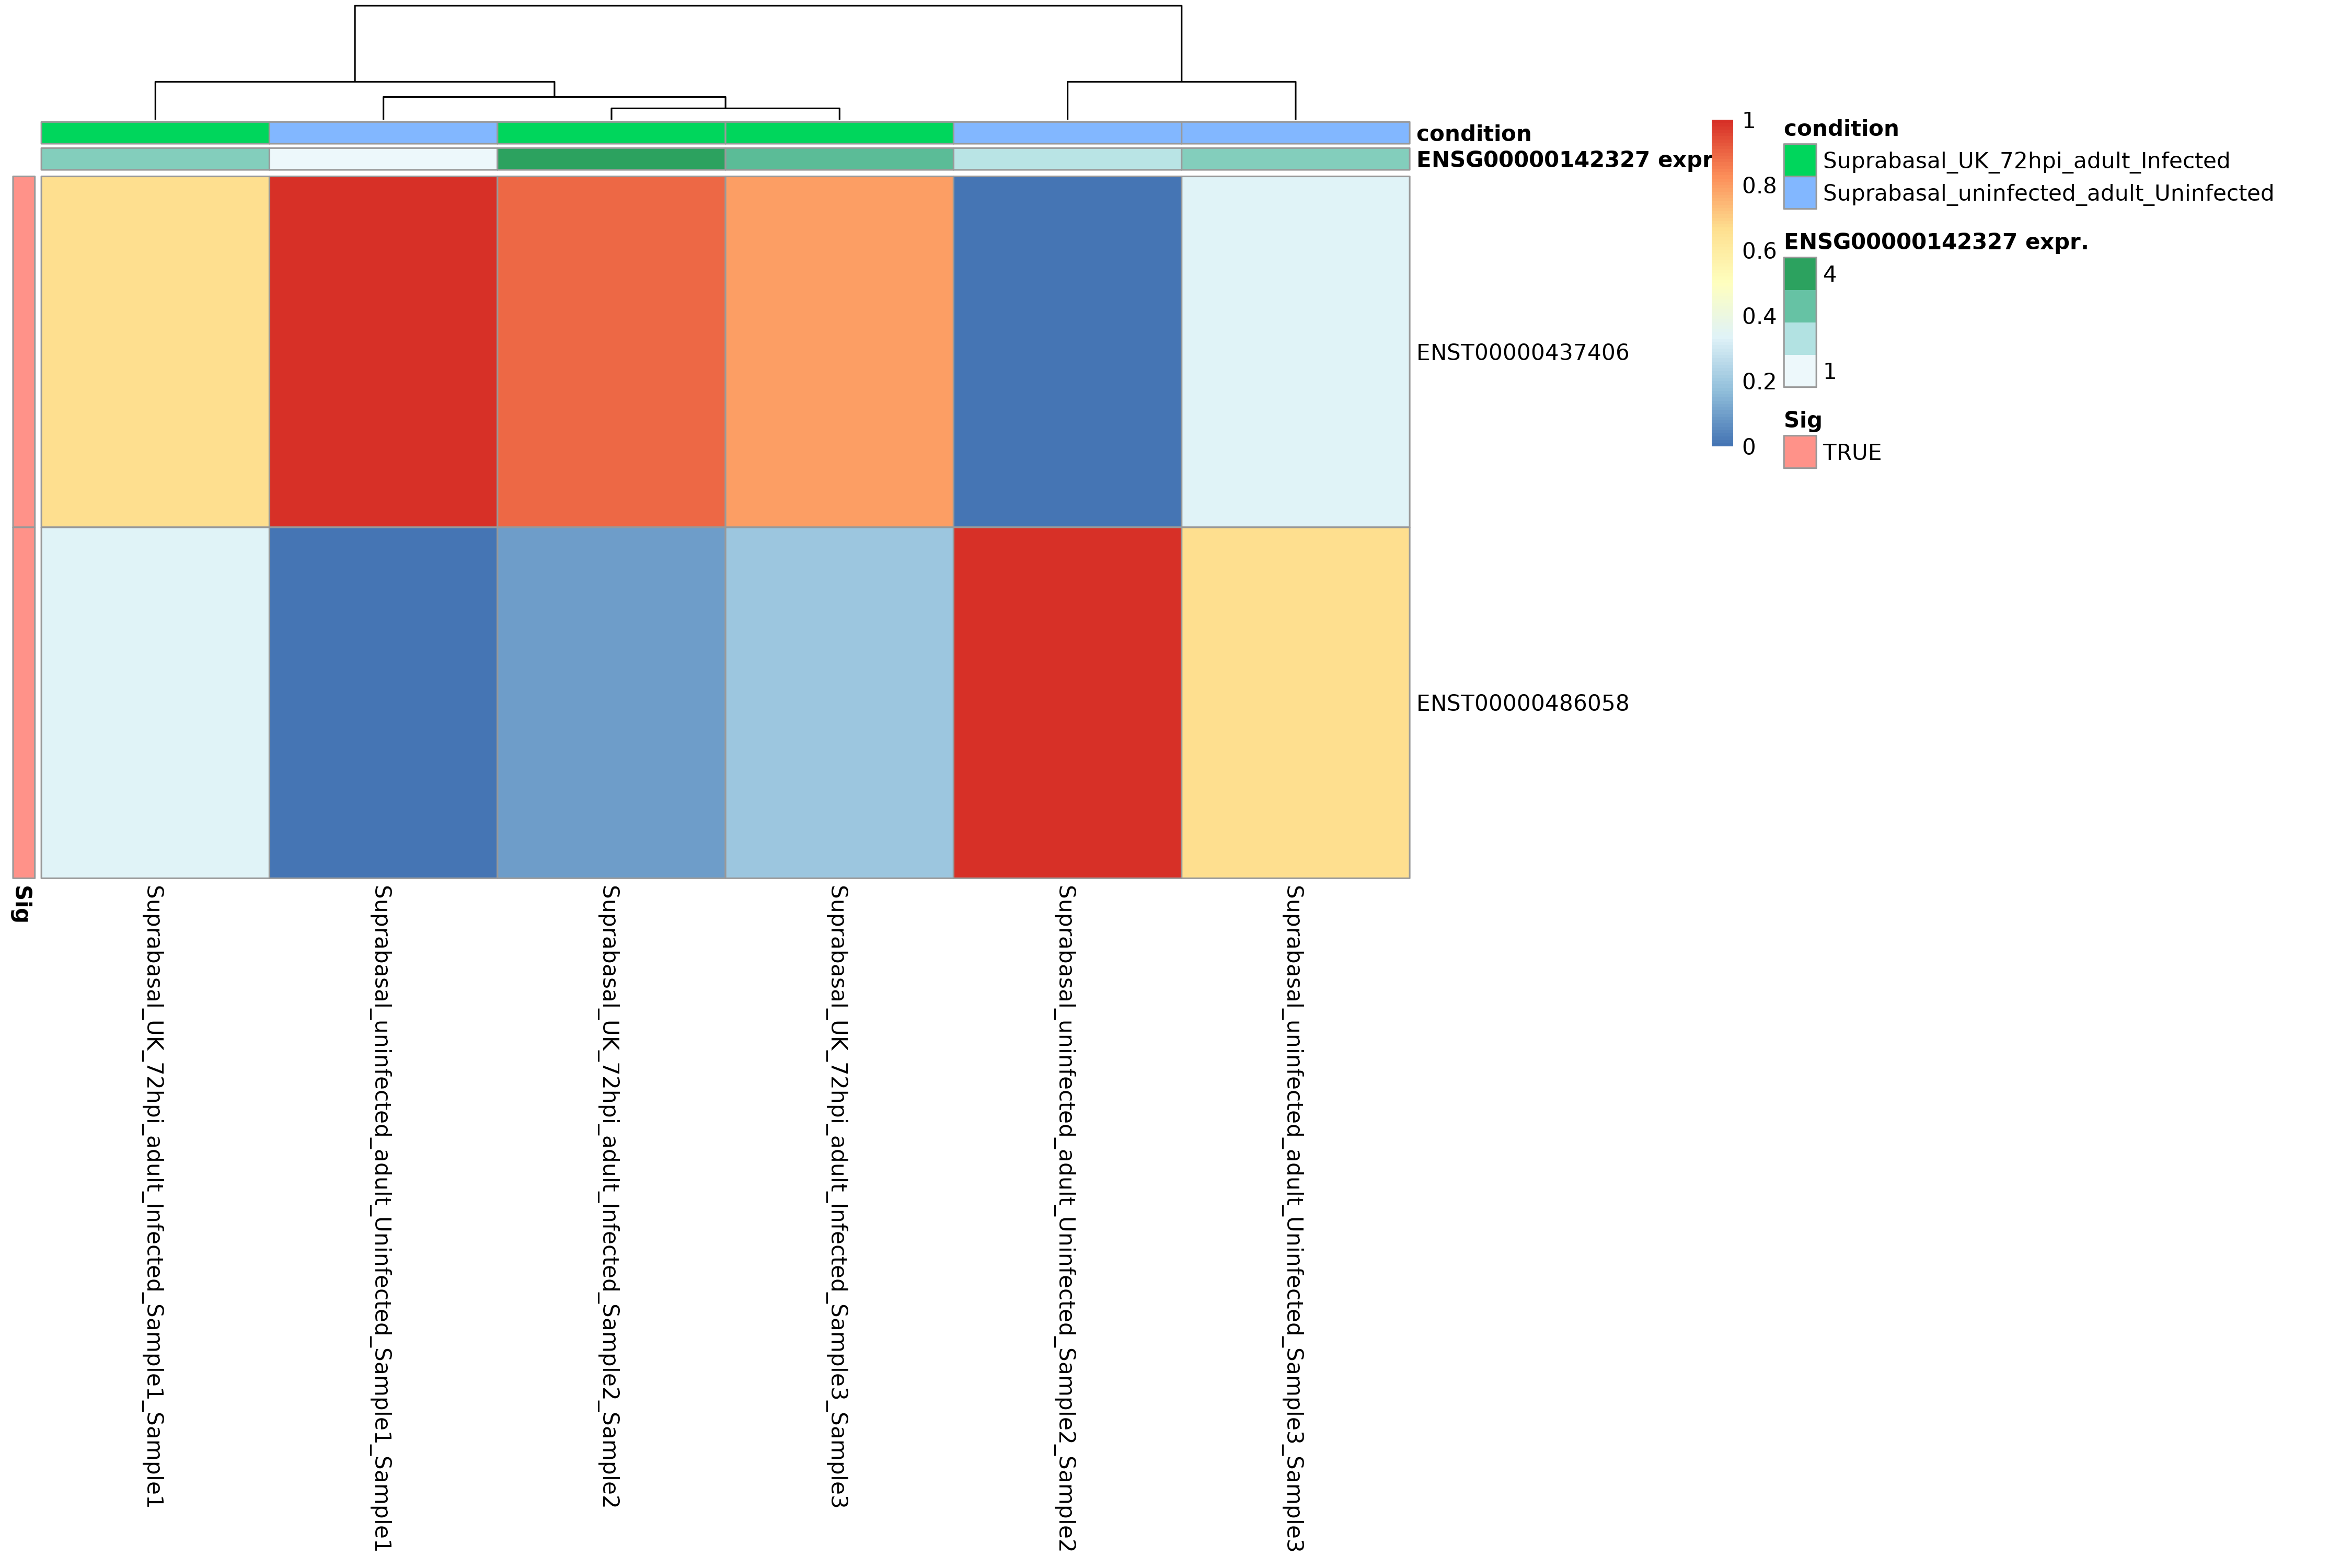 condition
ENSG00000142327 expr
1
0.8
0.6
0.4
0.2
0
condition
Suprabasal_UK_72hpi_adult_Infected
Suprabasal_uninfected_adult_Uninfected
ENSG00000142327 expr.
4
1
Sig
TRUE
ENST00000437406
ENST00000486058
Sig
Suprabasal_UK_72hpi_adult_Infected_Sample1_Sample1
Suprabasal_uninfected_adult_Uninfected_Sample1_Sample1
Suprabasal_UK_72hpi_adult_Infected_Sample2_Sample2
Suprabasal_UK_72hpi_adult_Infected_Sample3_Sample3
Suprabasal_uninfected_adult_Uninfected_Sample2_Sample2
Suprabasal_uninfected_adult_Uninfected_Sample3_Sample3